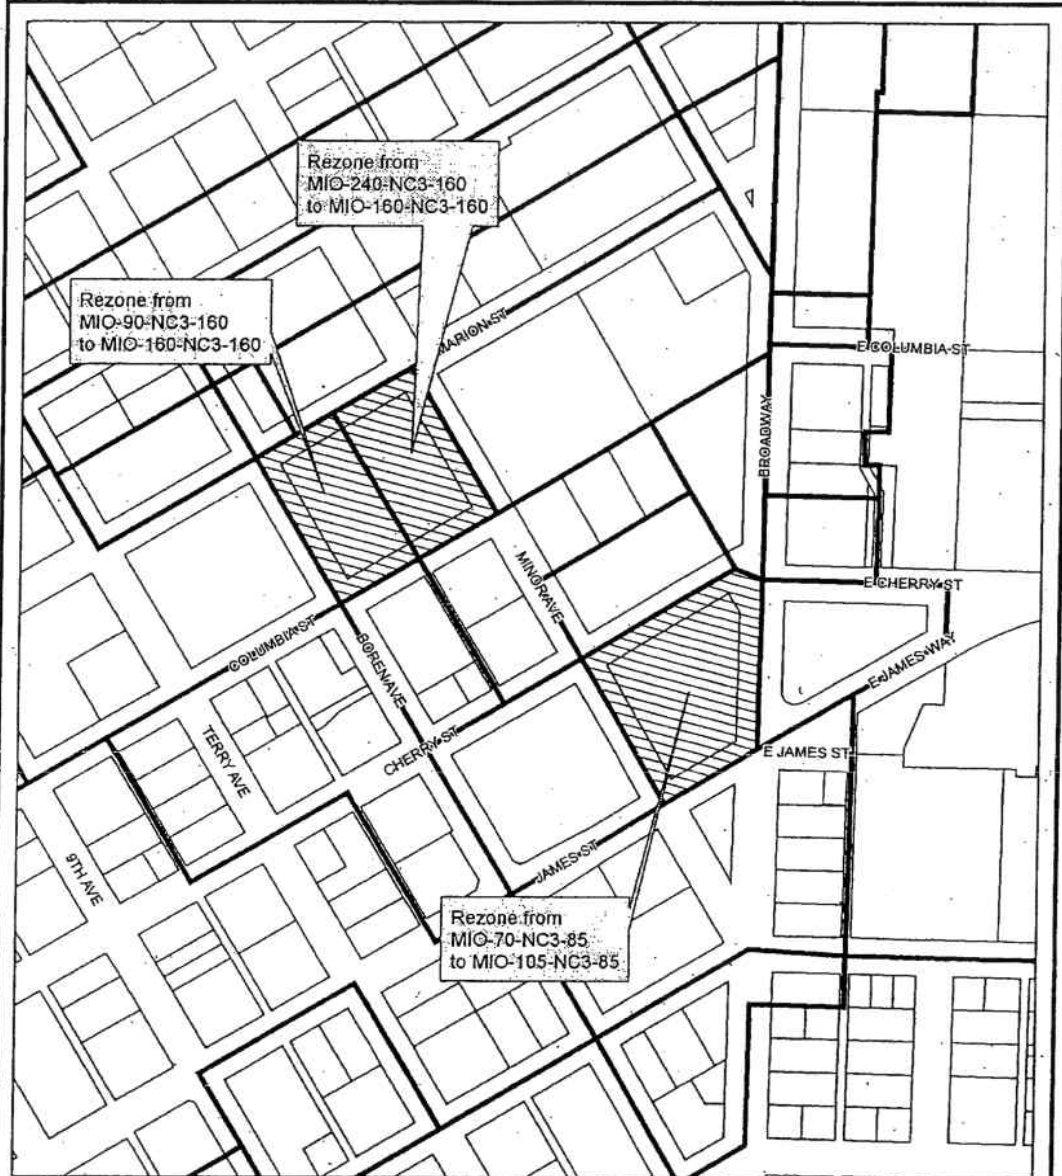 Rezone from
MIO-240-NC3-160
to MIO-160-NC3-160
Rezone from
MIO-90-NC3-160
to MIO-160-NC3-160
MARION ST
E COLUMBIA ST
BROADWAY
MINOR AVE
E CHERRY ST
COLUMBIA ST
BOREN AVE
E JAMES WAY
TERRY AVE
CHERRY ST
E JAMES ST
9TH AVE
JAMES ST
Rezone from
MIO-70-NC3-85
to MIO-105-NC3-85